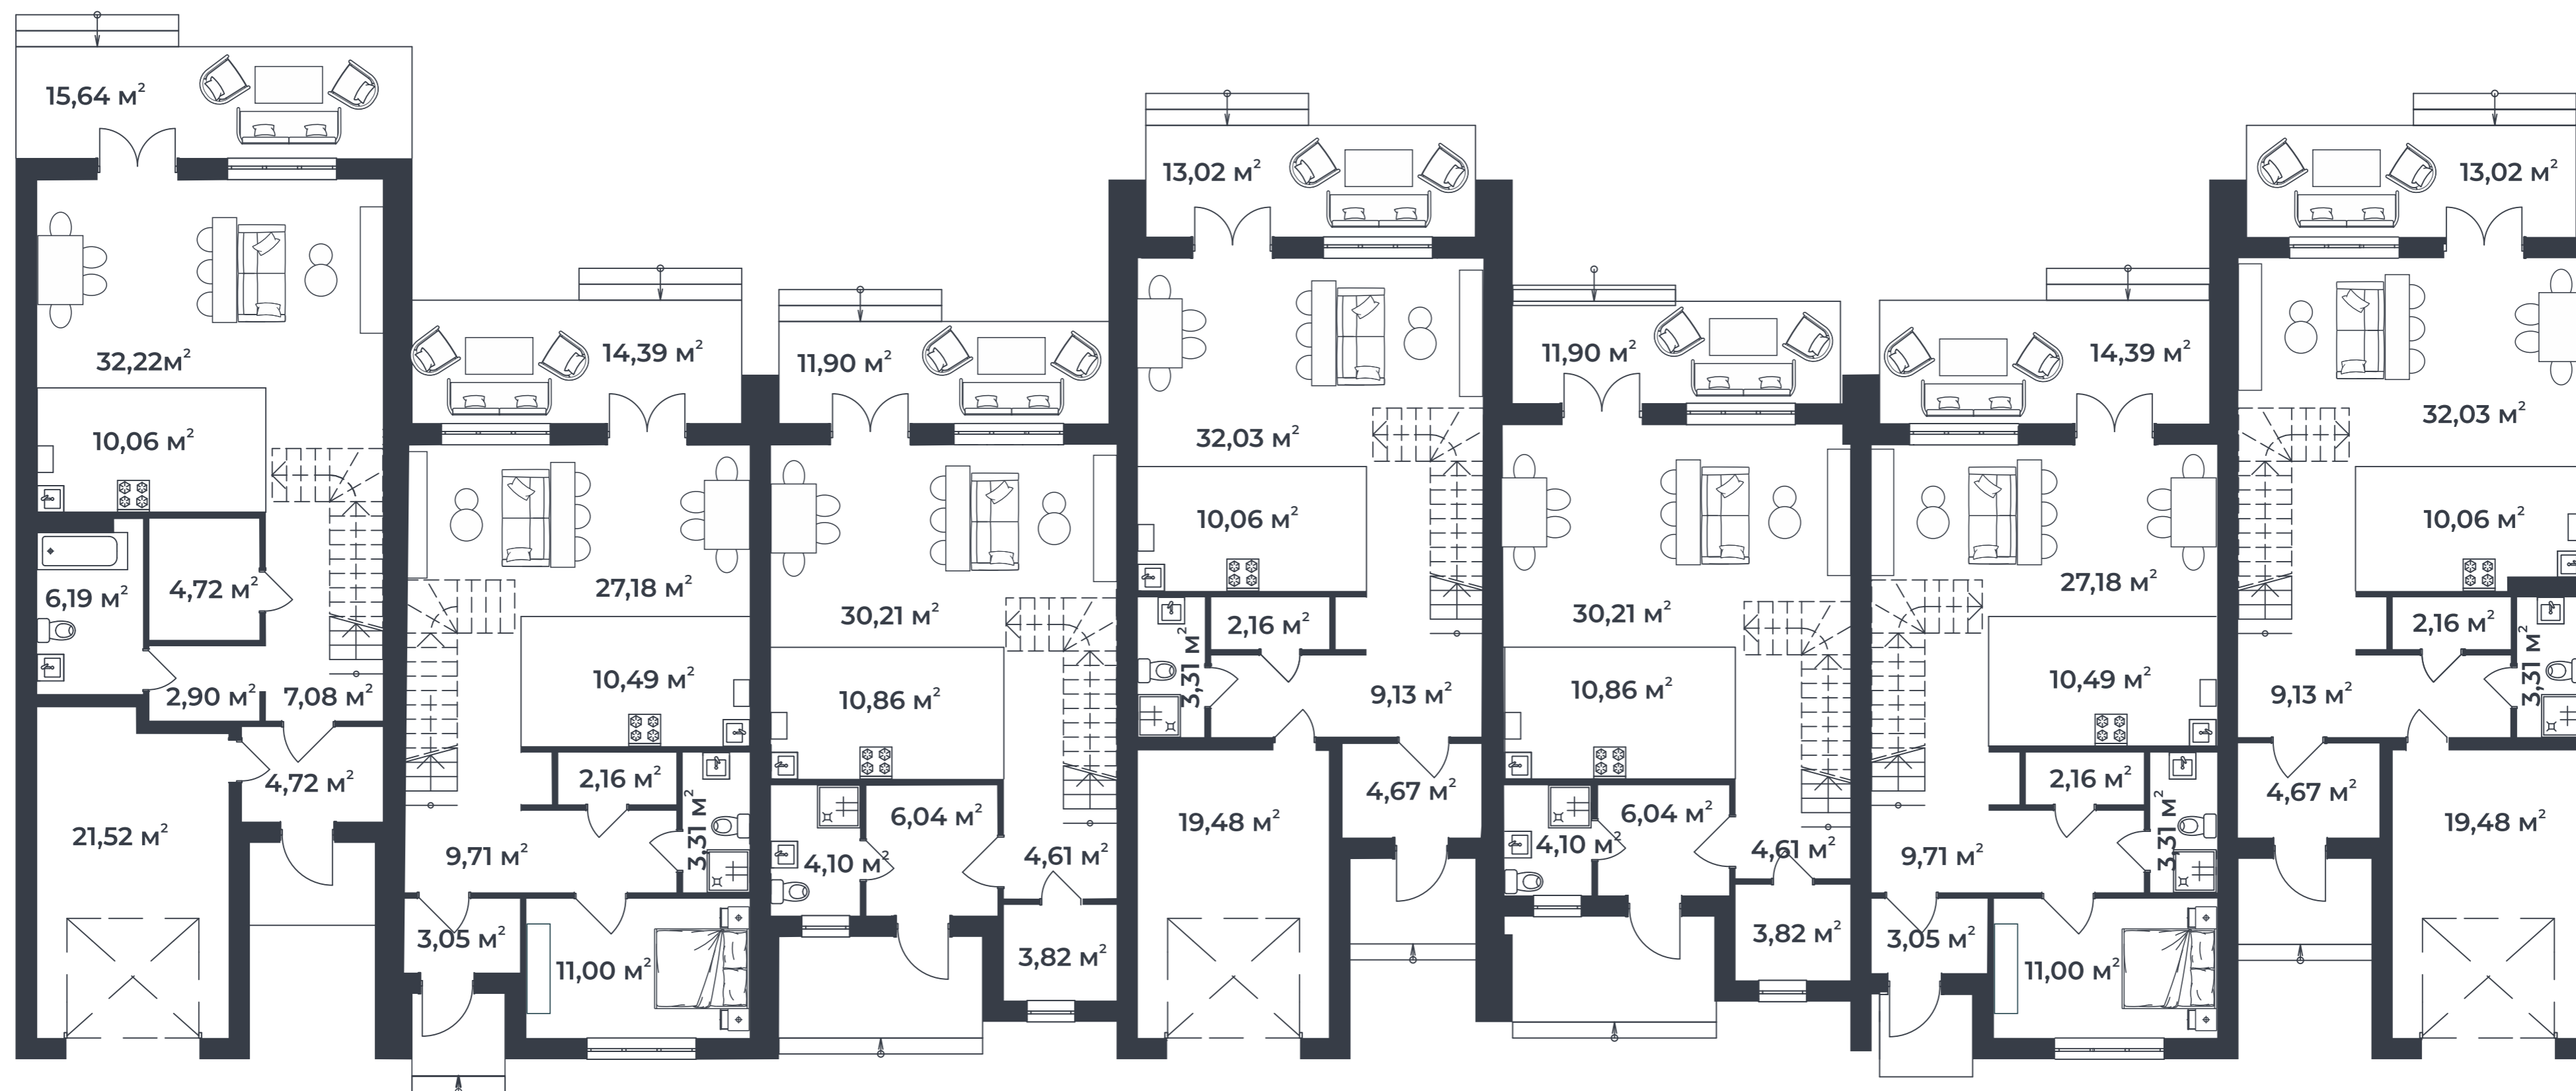 15,64 м²
32,22м²
10,06 м²
6,19 м²
4,72 м²
2,90 м²
7,08 м²
4,72 м²
21,52 м²
14,39 м²
27,18 м²
10,49 м²
2,16 м²
3,31 м²
9,71 м²
3,05 м²
11,00 м²
11,90 м²
30,21 м²
10,86 м²
6,04 м²
4,10 м²
4,61 м²
3,82 м²
13,02 м²
32,03 м²
10,06 м²
2,16 м²
3,31 м²
9,13 м²
4,67 м²
19,48 м²
11,90 м²
30,21 м²
10,86 м²
6,04 м²
4,10 м²
4,61 м²
3,82 м²
14,39 м²
27,18 м²
10,49 м²
2,16 м²
3,31 м²
9,71 м²
3,05 м²
11,00 м²
13,02 м²
32,03 м²
10,06 м²
2,16 м²
3,31 м²
9,13 м²
4,67 м²
19,48 м²